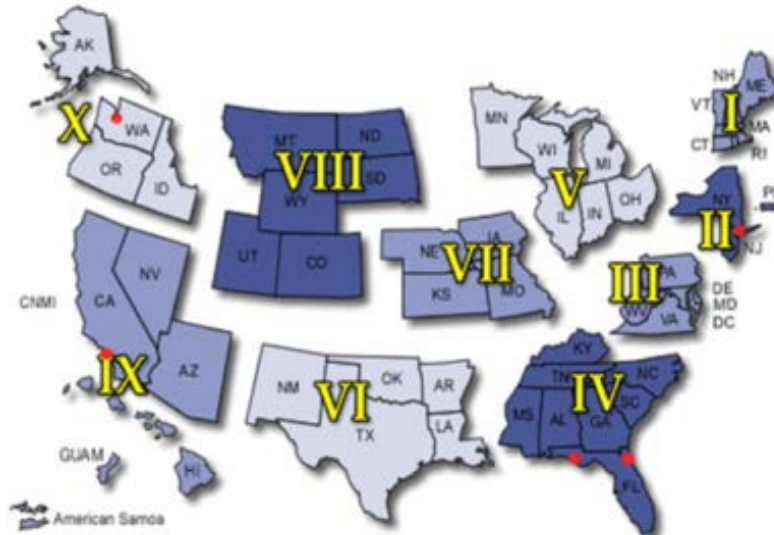 AK
X
WA
OR
ID
MT
ND
VIII
SD
WY
UT
CO
MN
WI
MI
V
IL
IN
OH
NH
ME
VT
I
MA
CT
RI
NY
II
NJ
NE
IA
VII
KS
MO
PA
III
WV
VA
DE
MD
DC
CNMI
CA
NV
IX
AZ
GUAM
HI
American Samoa
NM
OK
AR
VI
TX
LA
KY
TN
NC
IV
SC
MS
AL
GA
FL